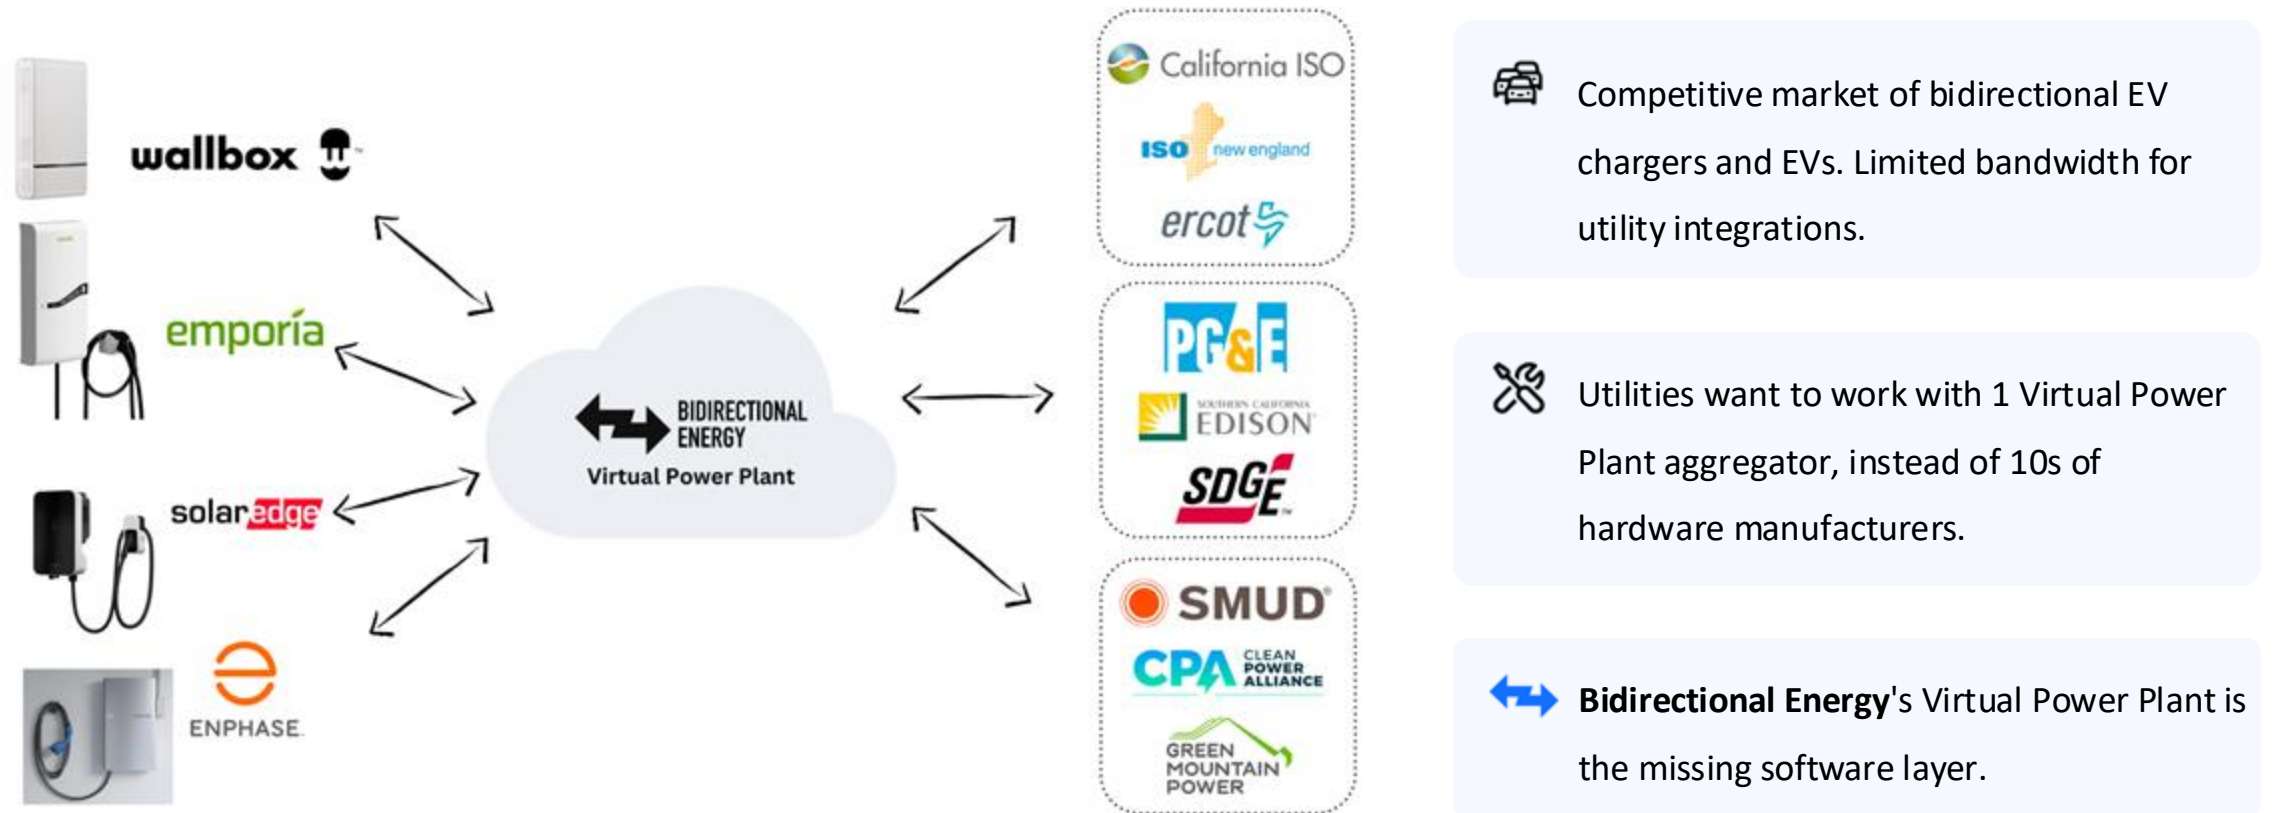 wallbox
emporia
solaredge
ENPHASE
BIDIRECTIONAL
ENERGY
Virtual Power Plant
California ISO
ISO new england
ercot
PG&E
SOUTHERN CALIFORNIA
EDISON
SDGE
SMUD
CPA
CLEAN
POWER
ALLIANCE
GREEN
MOUNTAIN
POWER
Competitive market of bidirectional EV
chargers and EVs. Limited bandwidth for
utility integrations.
Utilities want to work with 1 Virtual Power
Plant aggregator, instead of 10s of
hardware manufacturers.
Bidirectional Energy's Virtual Power Plant is
the missing software layer.